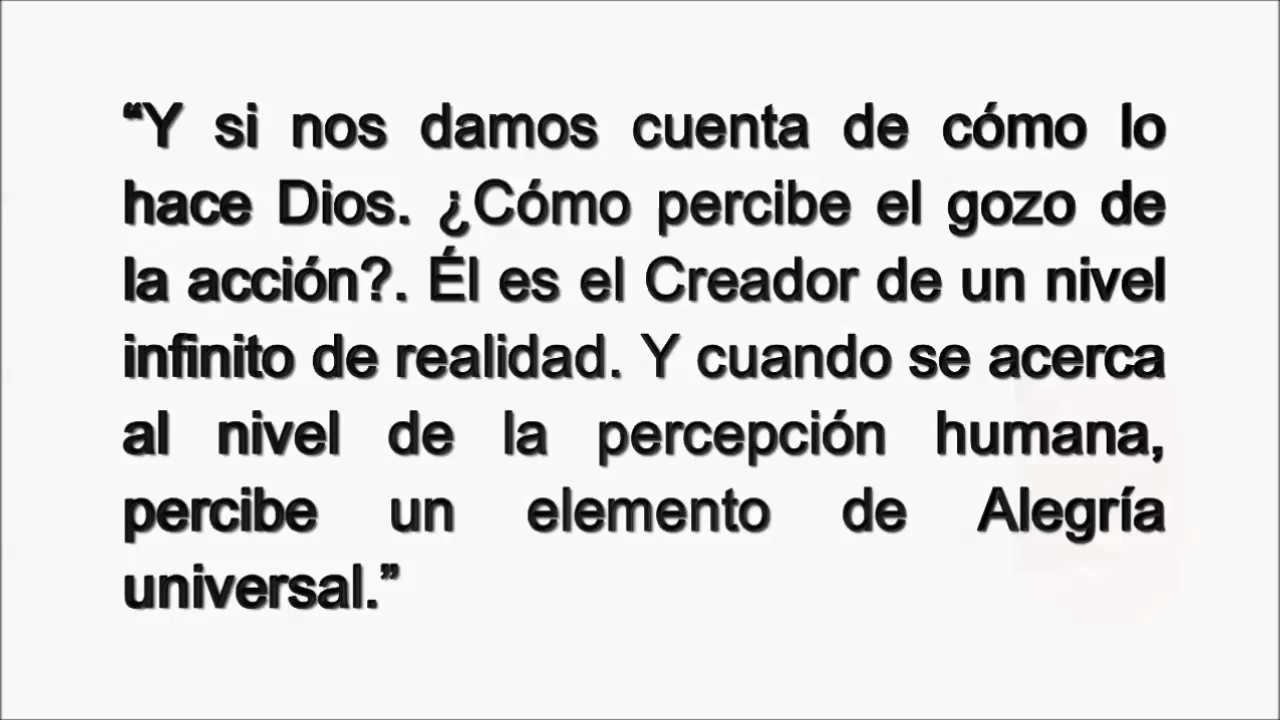 “Y si nos damos cuenta de cómo lo
hace Dios. ¿Cómo percibe el gozo de
la acción?. Él es el Creador de un nivel
infinito de realidad. Y cuando se acerca
al nivel de la percepción humana,
percibe un elemento de Alegría
universal.”